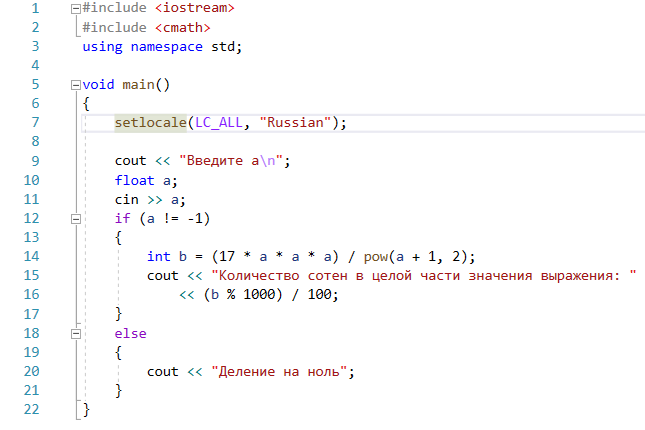 1 #include <iostream>
2 #include <cmath>
3 using namespace std;
4
5 void main()
6 {
7 setlocale(LC_ALL, "Russian");
8
9 cout << "Введите a\n";
10 float a;
11 cin >> a;
12 if (a != -1)
13 {
14 int b = (17 * a * a * a) / pow(a + 1, 2);
15 cout << "Количество сотен в целой части значения выражения: "
16 << (b % 1000) / 100;
17 }
18 else
19 {
20 cout << "Деление на ноль";
21 }
22 }